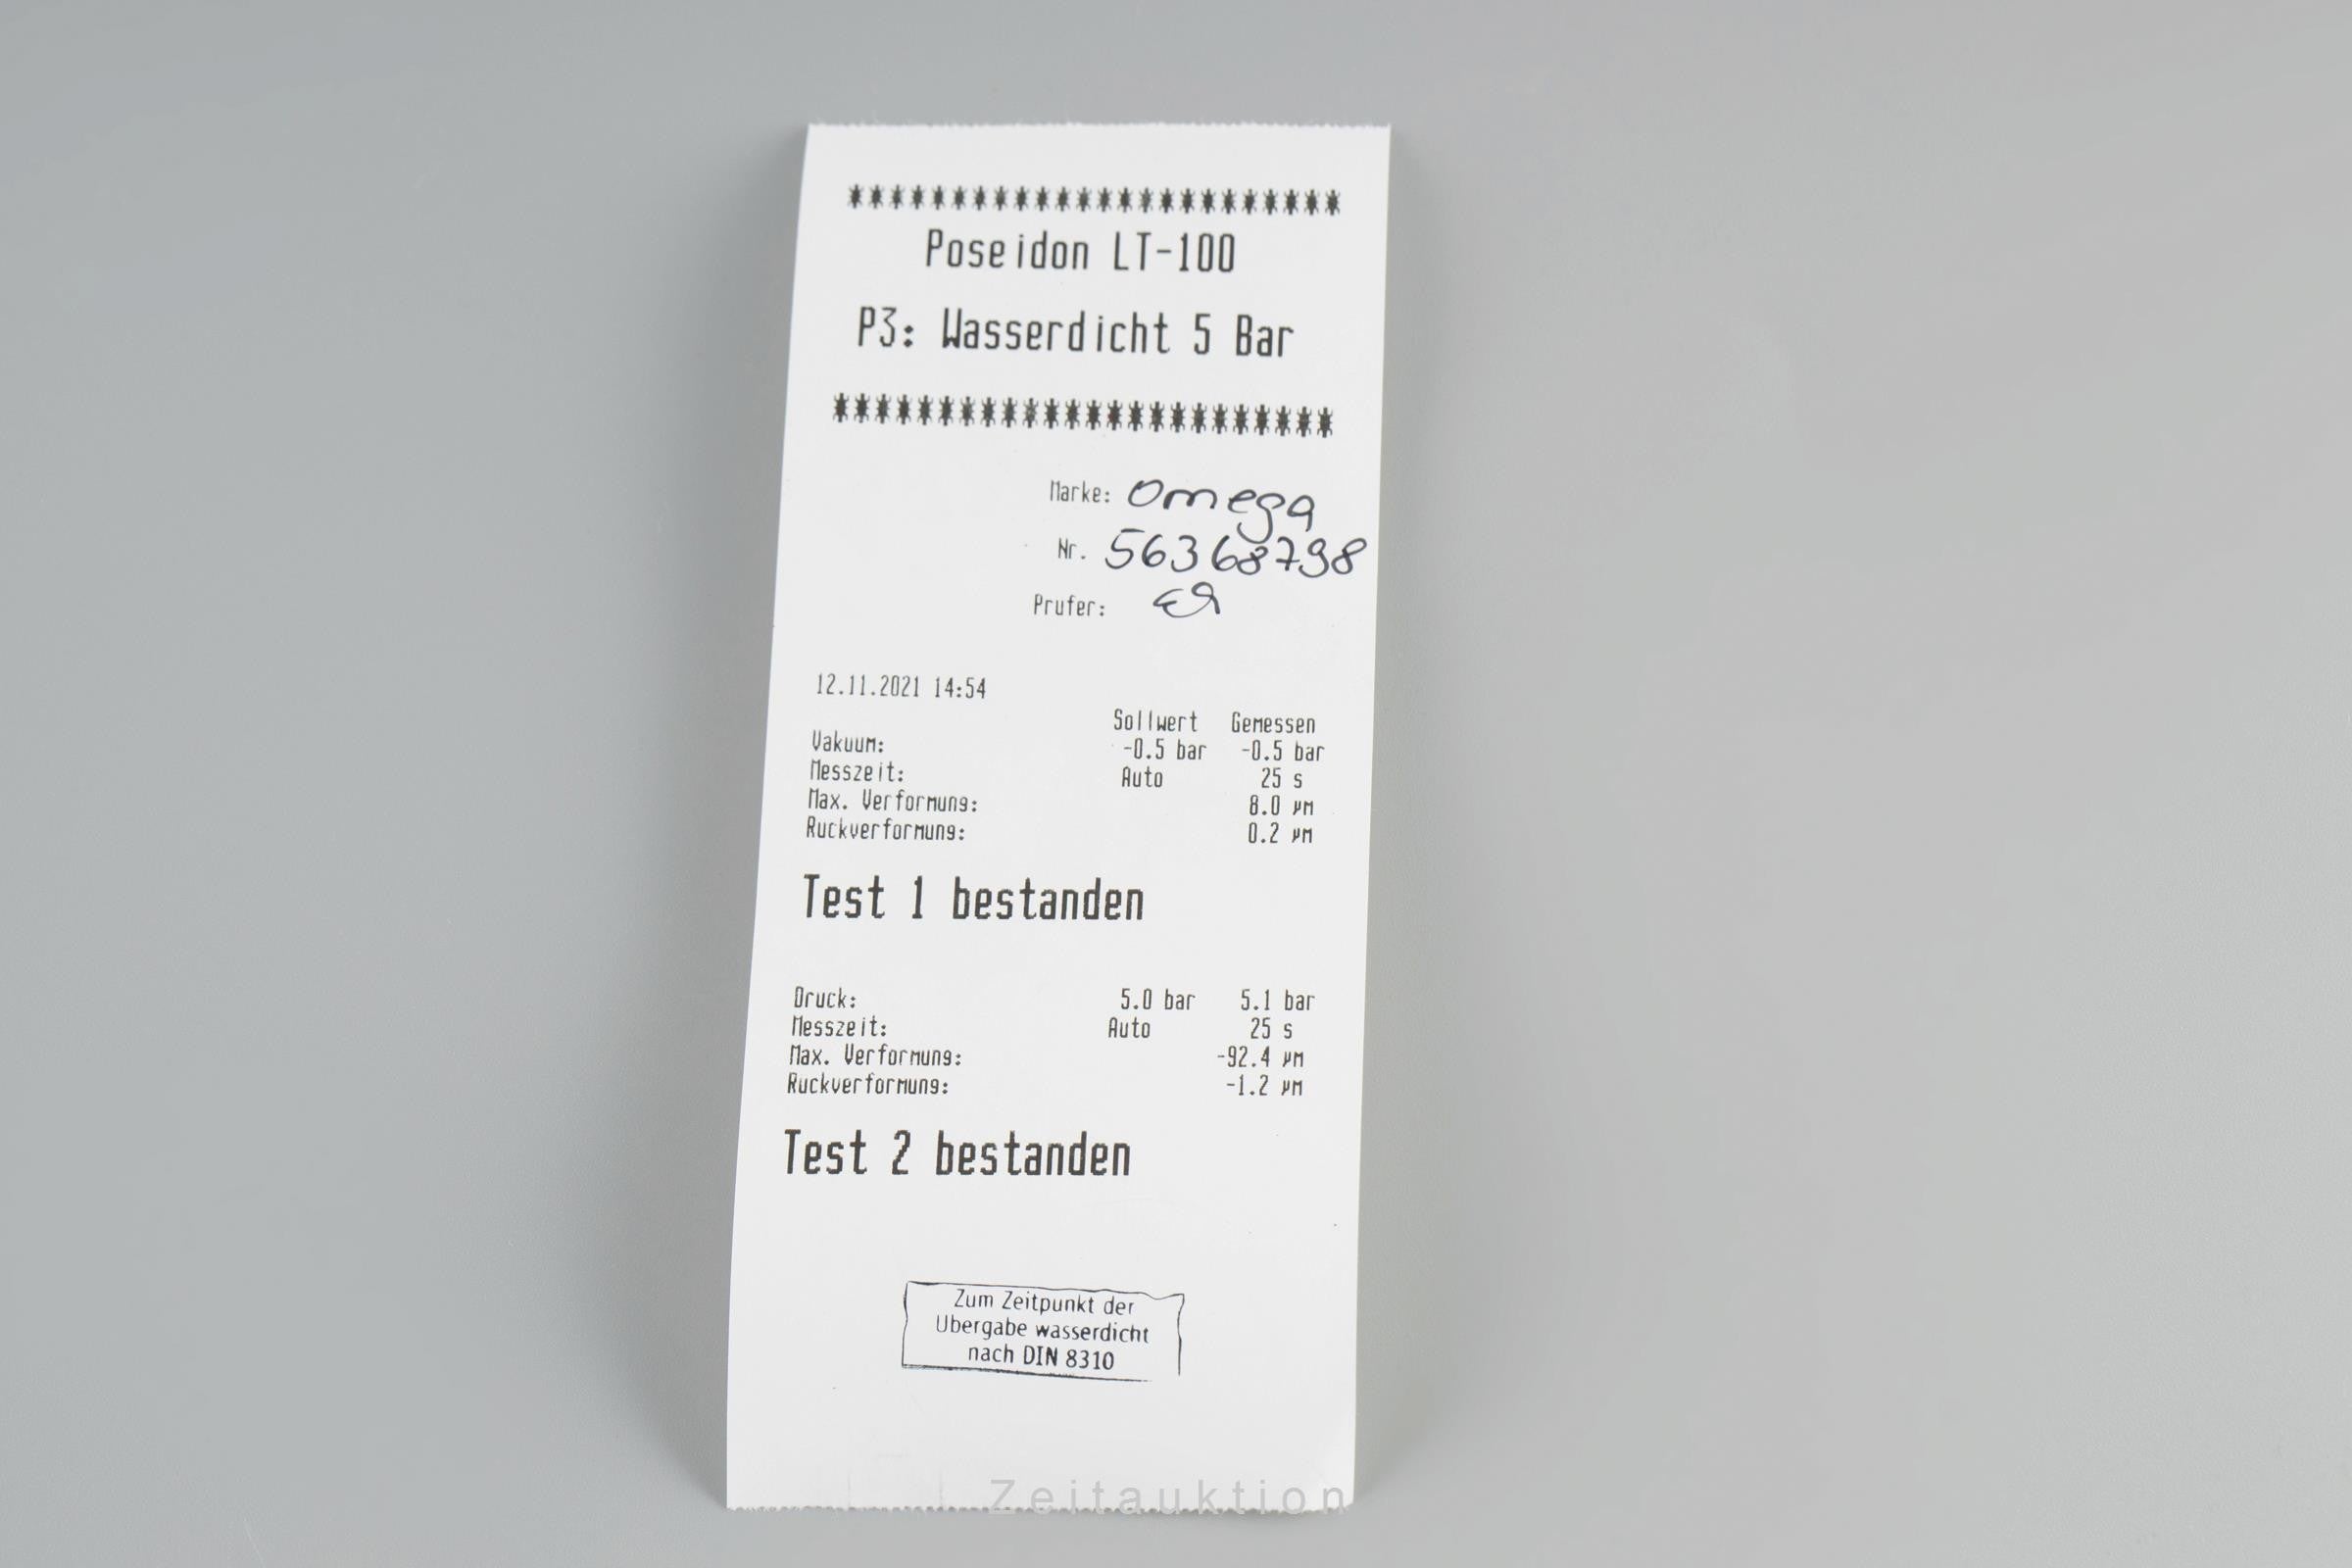 ************************
Poseidon LT-100
P3: Wasserdicht 5 Bar
************************
Marke: Omega
Nr. 56368798
Prufer:
12.11.2021 14:54
Sollwert Gemessen
Vakuum: -0.5 bar -0.5 bar
Messzeit: Auto 25 s
Max. Verformung: 8.0 µm
Ruckverformung: 0.2 µm
Test 1 bestanden
Druck: 5.0 bar 5.1 bar
Messzeit: Auto 25 s
Max. Verformung: -92.4 µm
Ruckverformung: -1.2 µm
Test 2 bestanden
Zum Zeitpunkt der
Ubergabe wasserdicht
nach DIN 8310
Zeitauktion